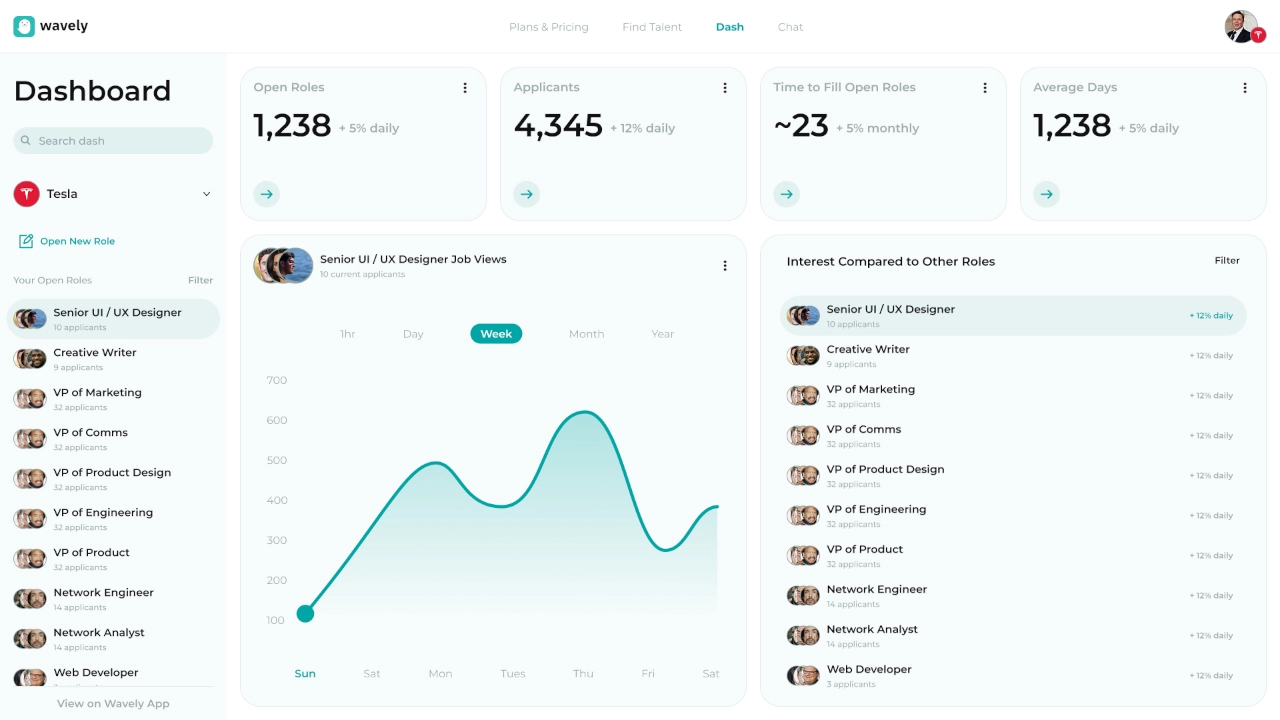 wavely
Plans & Pricing
Find Talent
Dash
Chat
Dashboard
Search dash
Tesla
Open New Role
Your Open Roles
Filter
Senior UI / UX Designer
10 applicants
Creative Writer
9 applicants
VP of Marketing
32 applicants
VP of Comms
32 applicants
VP of Product Design
32 applicants
VP of Engineering
32 applicants
VP of Product
32 applicants
Network Engineer
14 applicants
Network Analyst
14 applicants
Web Developer
View on Wavely App
Open Roles
1,238 + 5% daily
Applicants
4,345 + 12% daily
Time to Fill Open Roles
~23 + 5% monthly
Average Days
1,238 + 5% daily
Senior UI / UX Designer Job Views
10 current applicants
1hr Day Week Month Year
700
600
500
400
300
200
100
Sun Sat Mon Tues Thu Fri Sat
Interest Compared to Other Roles
Filter
Senior UI / UX Designer
10 applicants
+ 12% daily
Creative Writer
9 applicants
+ 12% daily
VP of Marketing
32 applicants
+ 12% daily
VP of Comms
32 applicants
+ 12% daily
VP of Product Design
32 applicants
+ 12% daily
VP of Engineering
32 applicants
+ 12% daily
VP of Product
32 applicants
+ 12% daily
Network Engineer
14 applicants
+ 12% daily
Network Analyst
14 applicants
+ 12% daily
Web Developer
3 applicants
+ 12% daily